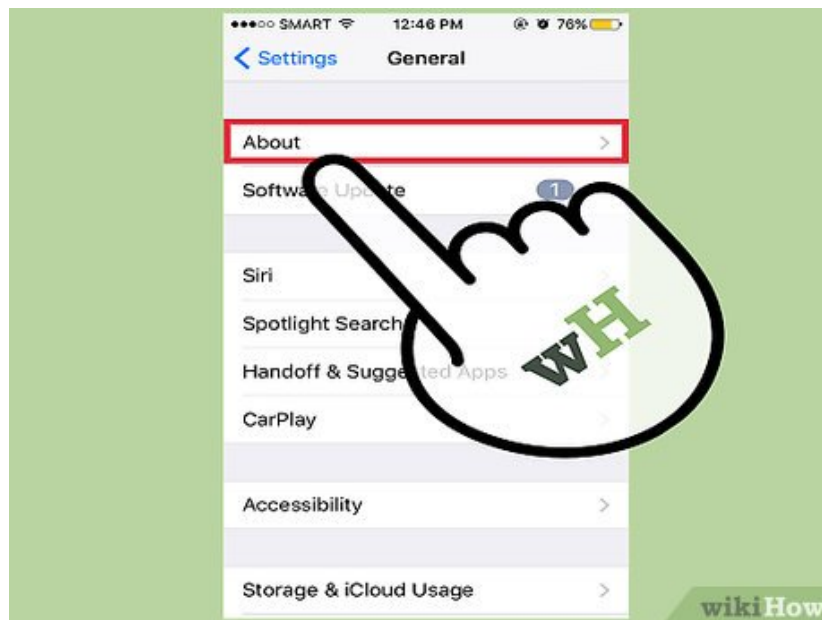 SMART 12:46 PM 76%
Settings General
About
Software Update 1
Siri
Spotlight Search
Handoff & Suggested Apps
CarPlay
wH
Accessibility
Storage & iCloud Usage
wikiHow